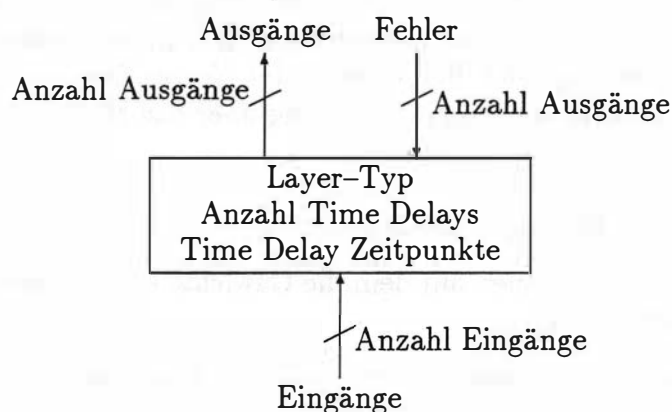 Ausgänge Fehler
Anzahl Ausgänge
Anzahl Ausgänge
Layer–Typ
Anzahl Time Delays
Time Delay Zeitpunkte
Anzahl Eingänge
Eingänge